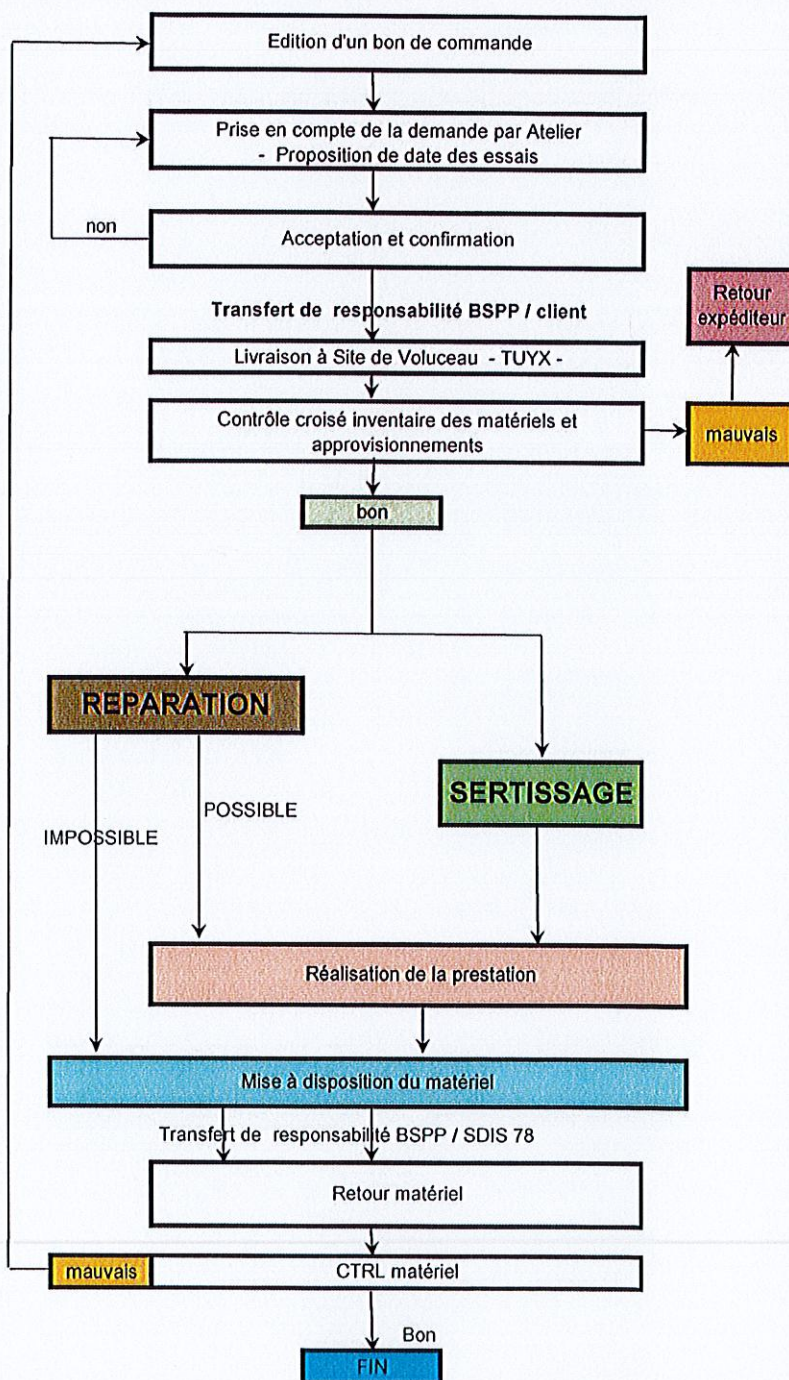 Edition d'un bon de commande
Prise en compte de la demande par Atelier
- Proposition de date des essais
non
Acceptation et confirmation
Transfert de responsabilité BSPP / client
Retour
expéditeur
Livraison à Site de Voluceau - TUYX -
Contrôle croisé inventaire des matériels et
approvisionnements
mauvais
bon
REPARATION
SERTISSAGE
POSSIBLE
IMPOSSIBLE
Réalisation de la prestation
Mise à disposition du matériel
Transfert de responsabilité BSPP / SDIS 78
Retour matériel
mauvais
CTRL matériel
Bon
FIN